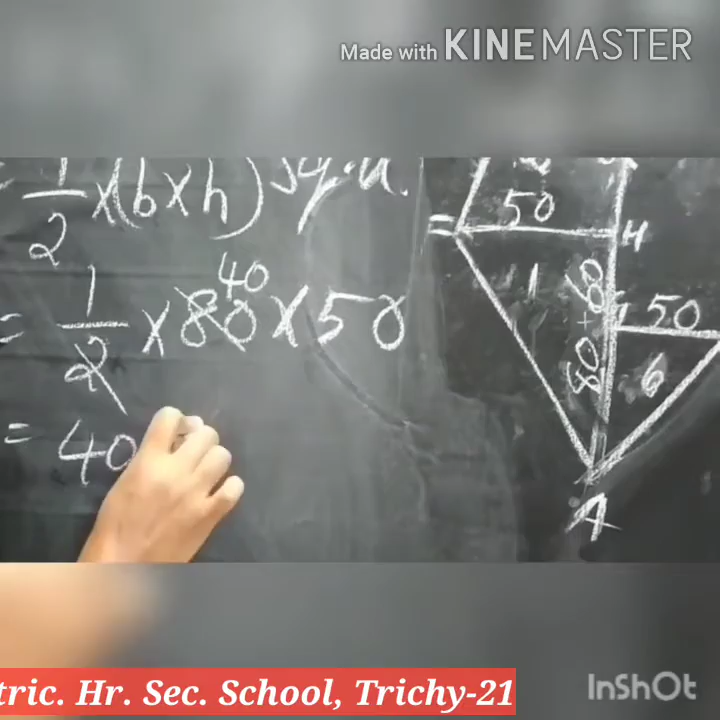 Made with KINEMASTER
= 1/2 x (b x h) sq.u.
= 1/2 x 80 40 x 50
= 40
50
H
1
80 +
50
6
A
tric. Hr. Sec. School, Trichy-21
InShOt